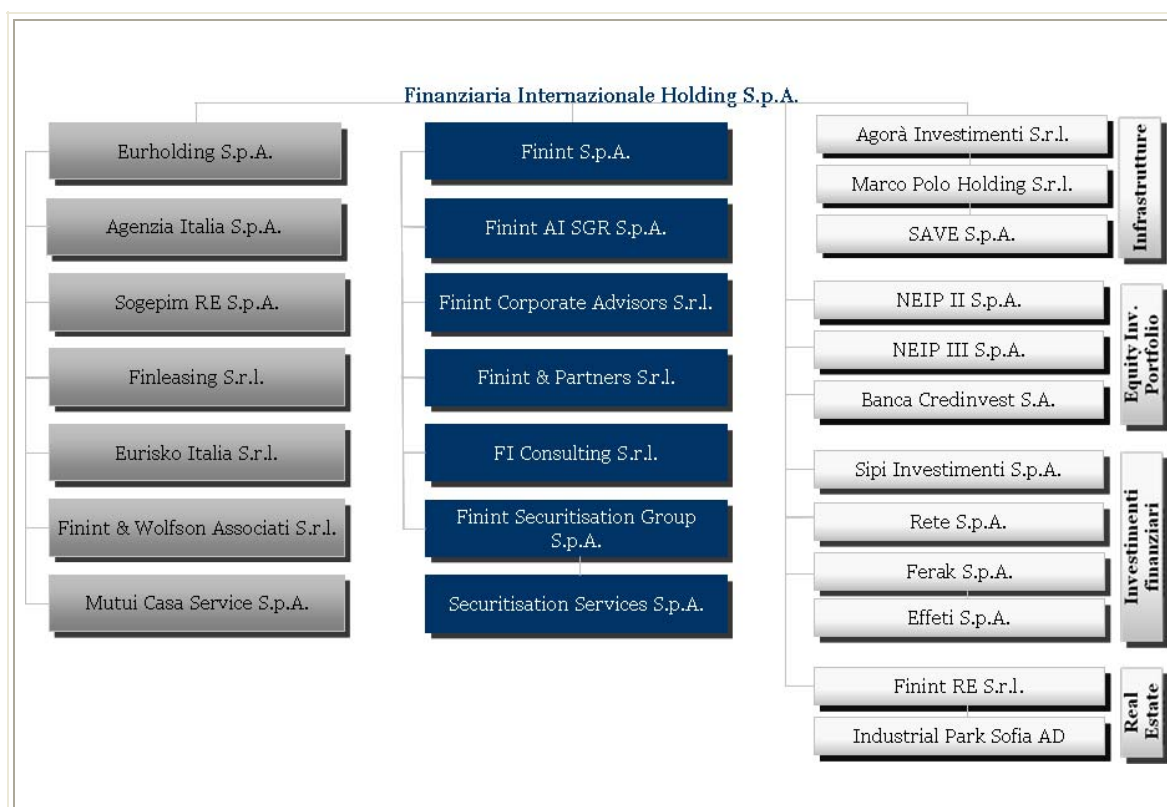 Finanziaria Internazionale Holding S.p.A.
Eurholding S.p.A.
Agenzia Italia S.p.A.
Sogepim RE S.p.A.
Finleasing S.r.l.
Eurisko Italia S.r.l.
Finint & Wolfson Associati S.r.l.
Mutui Casa Service S.p.A.
Finint S.p.A.
Finint AI SGR S.p.A.
Finint Corporate Advisors S.r.l.
Finint & Partners S.r.l.
FI Consulting S.r.l.
Finint Securitisation Group
S.p.A.
Securitisation Services S.p.A.
Agorà Investimenti S.r.l.
Marco Polo Holding S.r.l.
SAVE S.p.A.
Infrastrutture
NEIP II S.p.A.
NEIP III S.p.A.
Banca Credinvest S.A.
Equity Inv.
Portfolio
Sipi Investimenti S.p.A.
Rete S.p.A.
Ferak S.p.A.
Effeti S.p.A.
Investimenti
finanziari
Finint RE S.r.l.
Industrial Park Sofia AD
Real
Estate